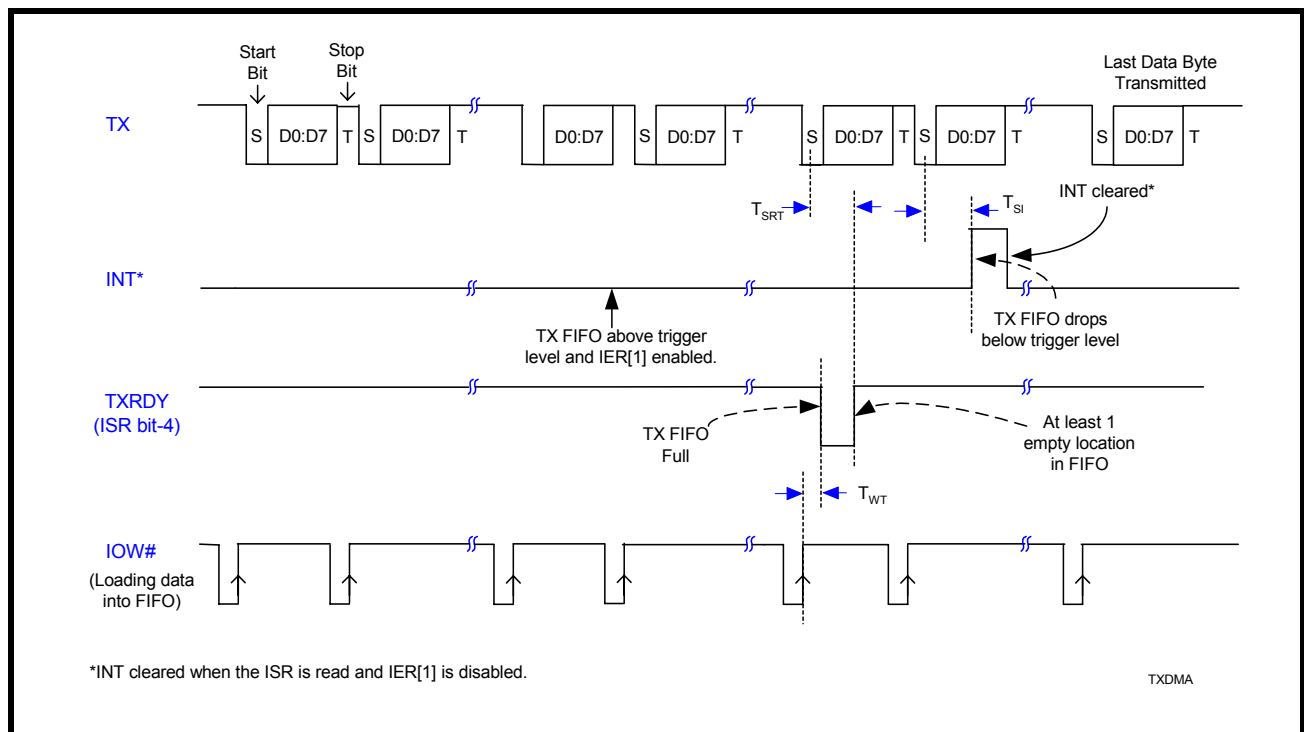 Start
Bit
Stop
Bit
Last Data Byte
Transmitted
TX
S D0:D7 T S D0:D7 T D0:D7 S D0:D7 T S D0:D7 T S D0:D7 T S D0:D7 T
TSRT
TSI
INT cleared*
INT*
TX FIFO above trigger
level and IER[1] enabled.
TX FIFO drops
below trigger level
TXRDY
(ISR bit-4)
TX FIFO
Full
At least 1
empty location
in FIFO
TWT
IOW#
(Loading data
into FIFO)
*INT cleared when the ISR is read and IER[1] is disabled.
TXDMA